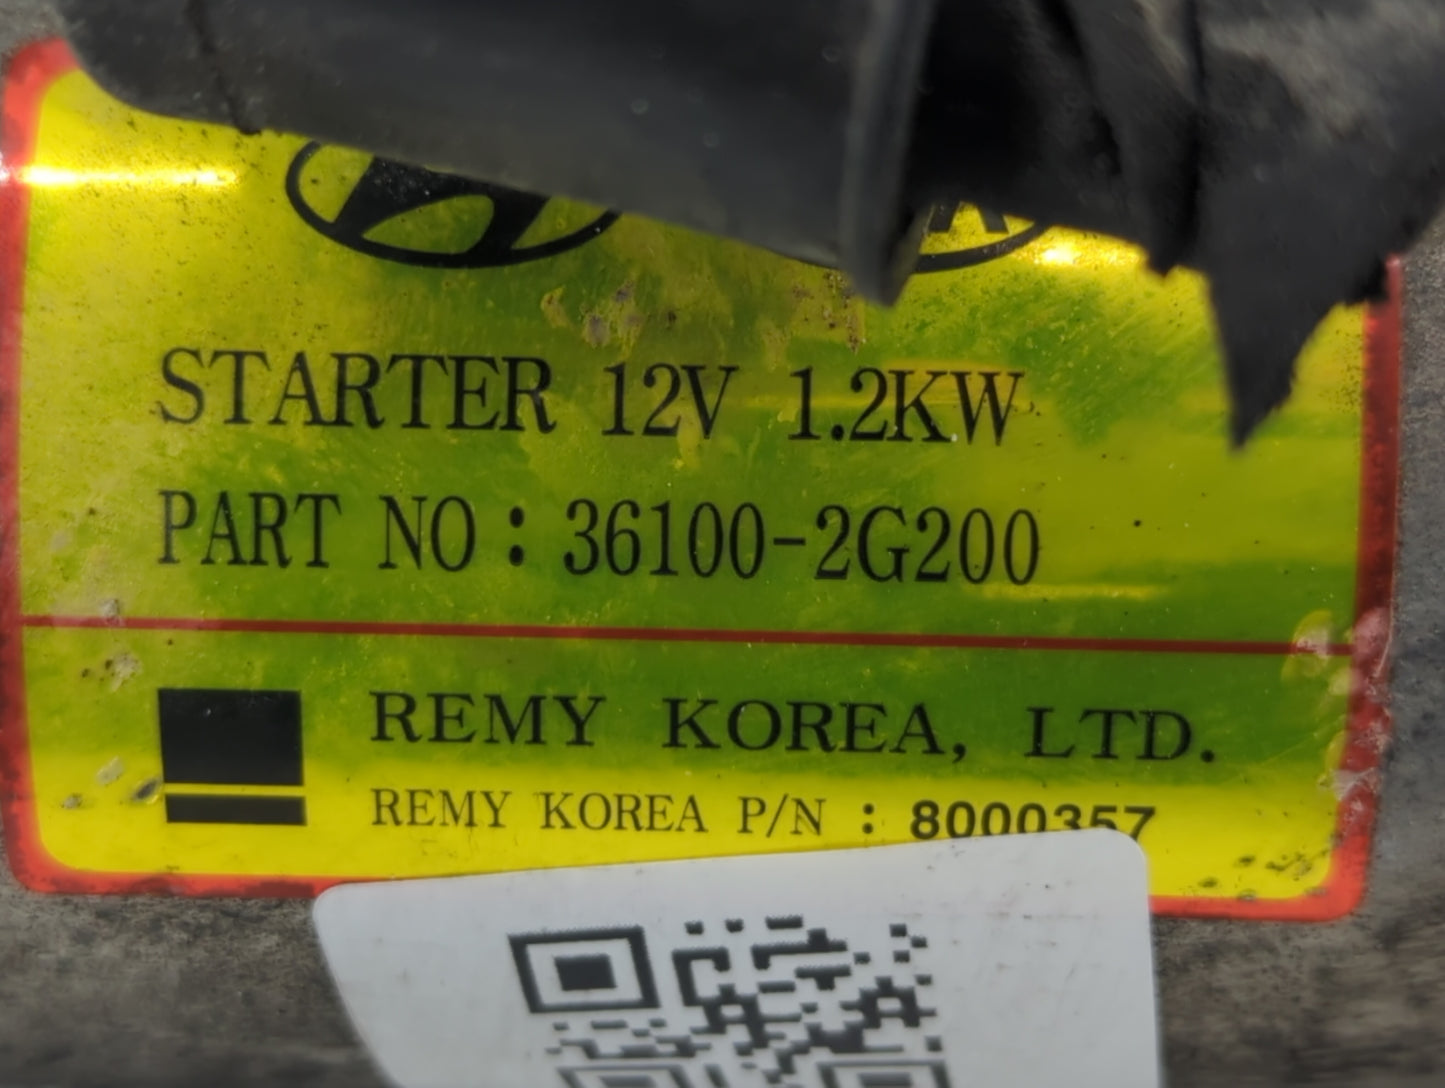 STARTER 12V 1.2KW
PART NO : 36100-2G200
REMY KOREA, LTD.
REMY KOREA P/N : 8000357